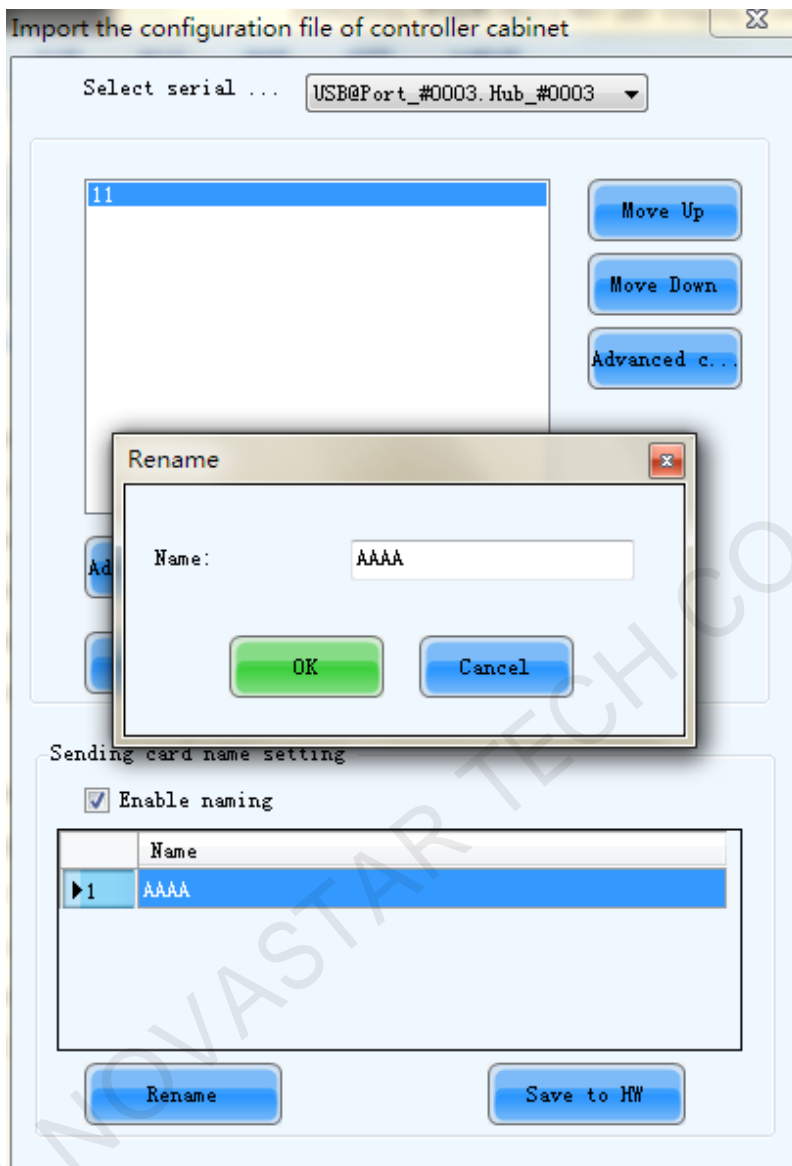 Import the configuration file of controller cabinet
Select serial ... USB@Port_#0003.Hub_#0003
11
Move Up
Move Down
Advanced c...
Rename
Ad
Name: AAAA
OK Cancel
Sending card name setting
Enable naming
Name
1 AAAA
Rename Save to HW
NOVASTAR TECH CO